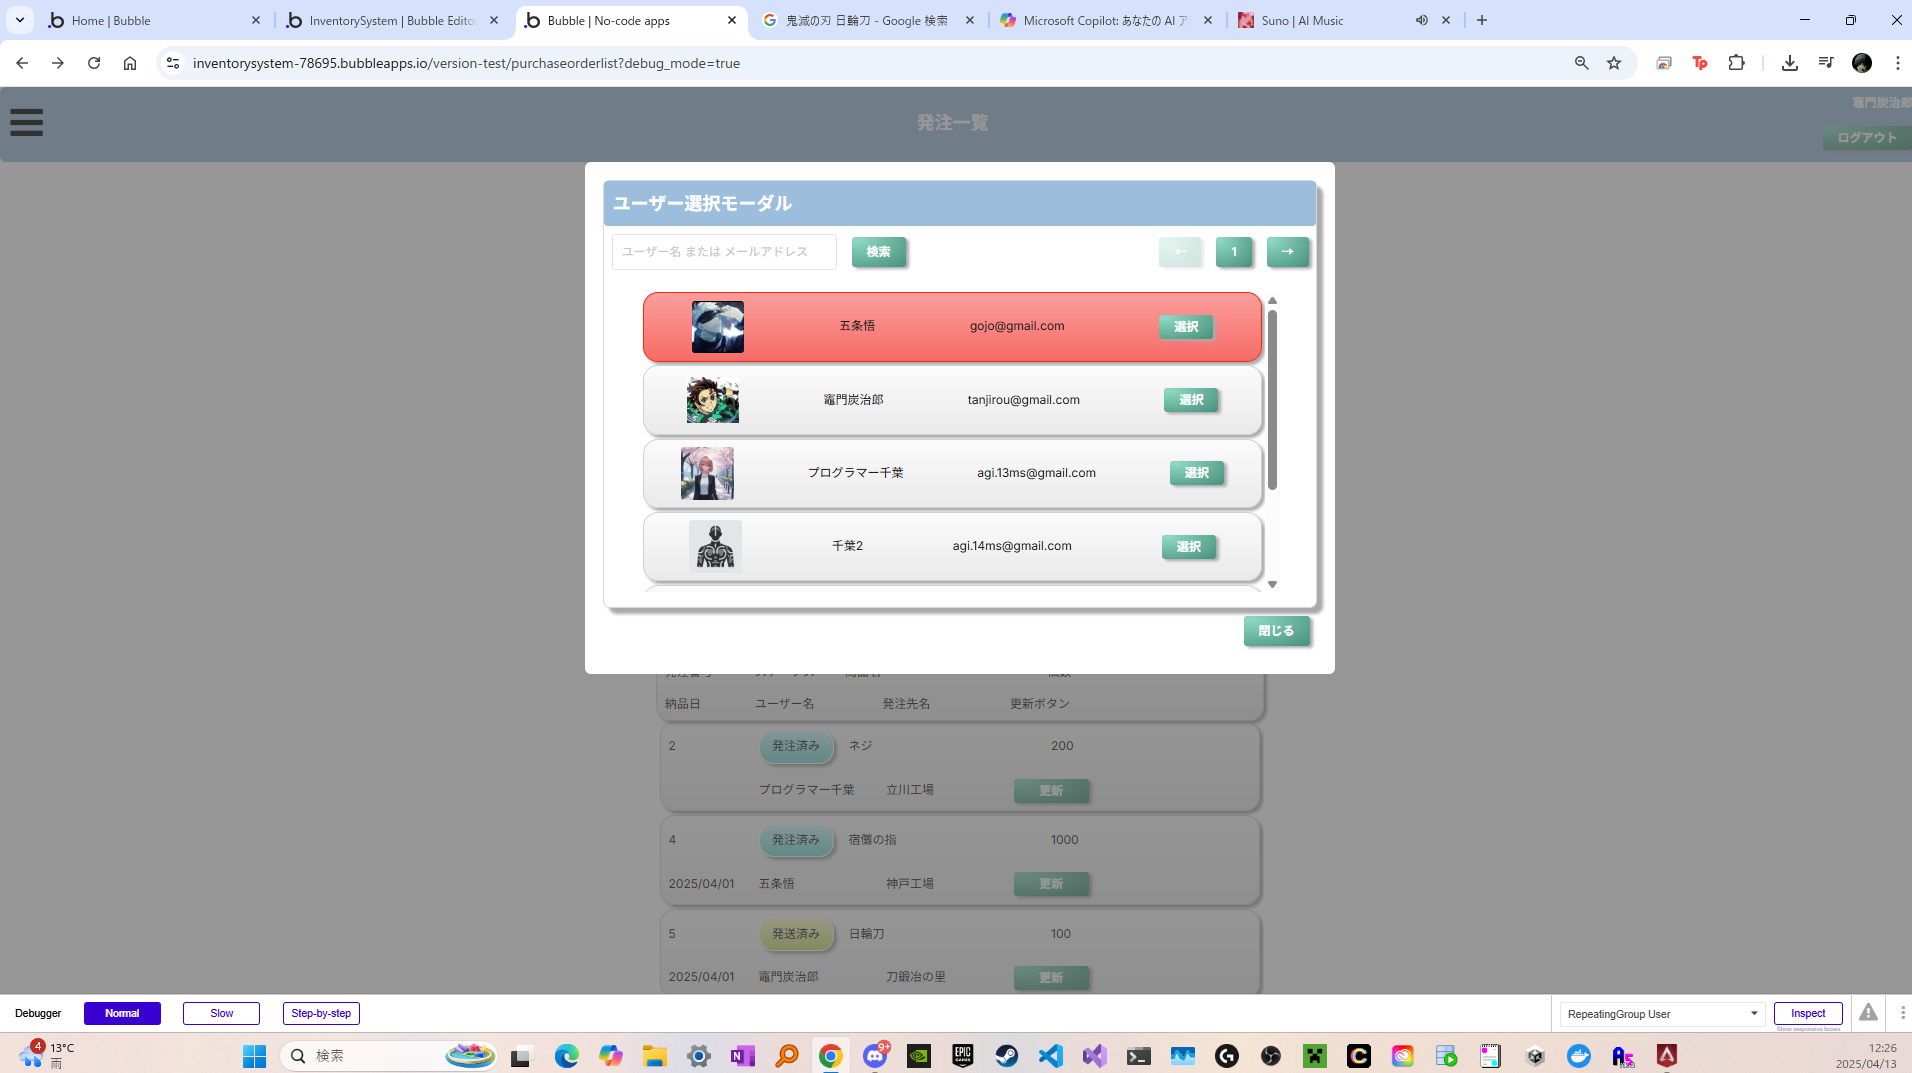 Home | Bubble
InventorySystem | Bubble Editor
Bubble | No-code apps
鬼滅の刃 日輪刀 - Google 検索
Microsoft Copilot: あなたの AI ア
Suno | AI Music
inventorysystem-78695.bubbleapps.io/version-test/purchaseorderlist?debug_mode=true
発注一覧
竈門炭治郎
ログアウト
ユーザー選択モーダル
ユーザー名 または メールアドレス
検索
←
1
→
五条悟 gojo@gmail.com 選択
竈門炭治郎 tanjirou@gmail.com 選択
プログラマー千葉 agi.13ms@gmail.com 選択
千葉2 agi.14ms@gmail.com 選択
閉じる
納品日 ユーザー名 発注先名 更新ボタン
2 発注済み ネジ 200
プログラマー千葉 立川工場 更新
4 発注済み 宿儺の指 1000
2025/04/01 五条悟 神戸工場 更新
5 発送済み 日輪刀 100
2025/04/01 竈門炭治郎 刀鍛冶の里 更新
Debugger Normal Slow Step-by-step
RepeatingGroup User Inspect
Show responsive boxes
4
13°C
雨
検索
9+
12:26
2025/04/13